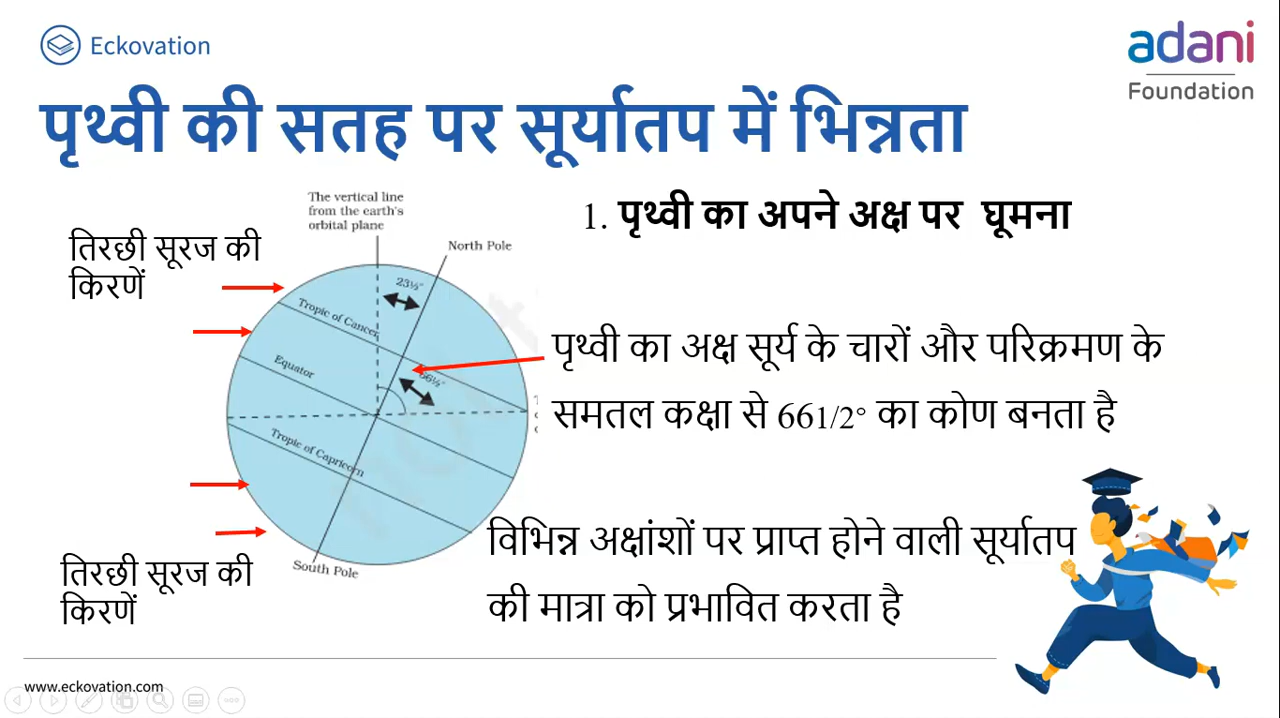 Eckovation
adani
Foundation
पृथ्वी की सतह पर सूर्यातप में भिन्नता
The vertical line
from the earth's
orbital plane
North Pole
1. पृथ्वी का अपने अक्ष पर घूमना
तिरछी सूरज की
किरणें
23½°
Tropic of Cancer
Equator
66½°
पृथ्वी का अक्ष सूर्य के चारों और परिक्रमण के
समतल कक्षा से 661/2° का कोण बनता है
Tropic of Capricorn
विभिन्न अक्षांशों पर प्राप्त होने वाली सूर्यातप
की मात्रा को प्रभावित करता है
South Pole
तिरछी सूरज की
किरणें
www.eckovation.com